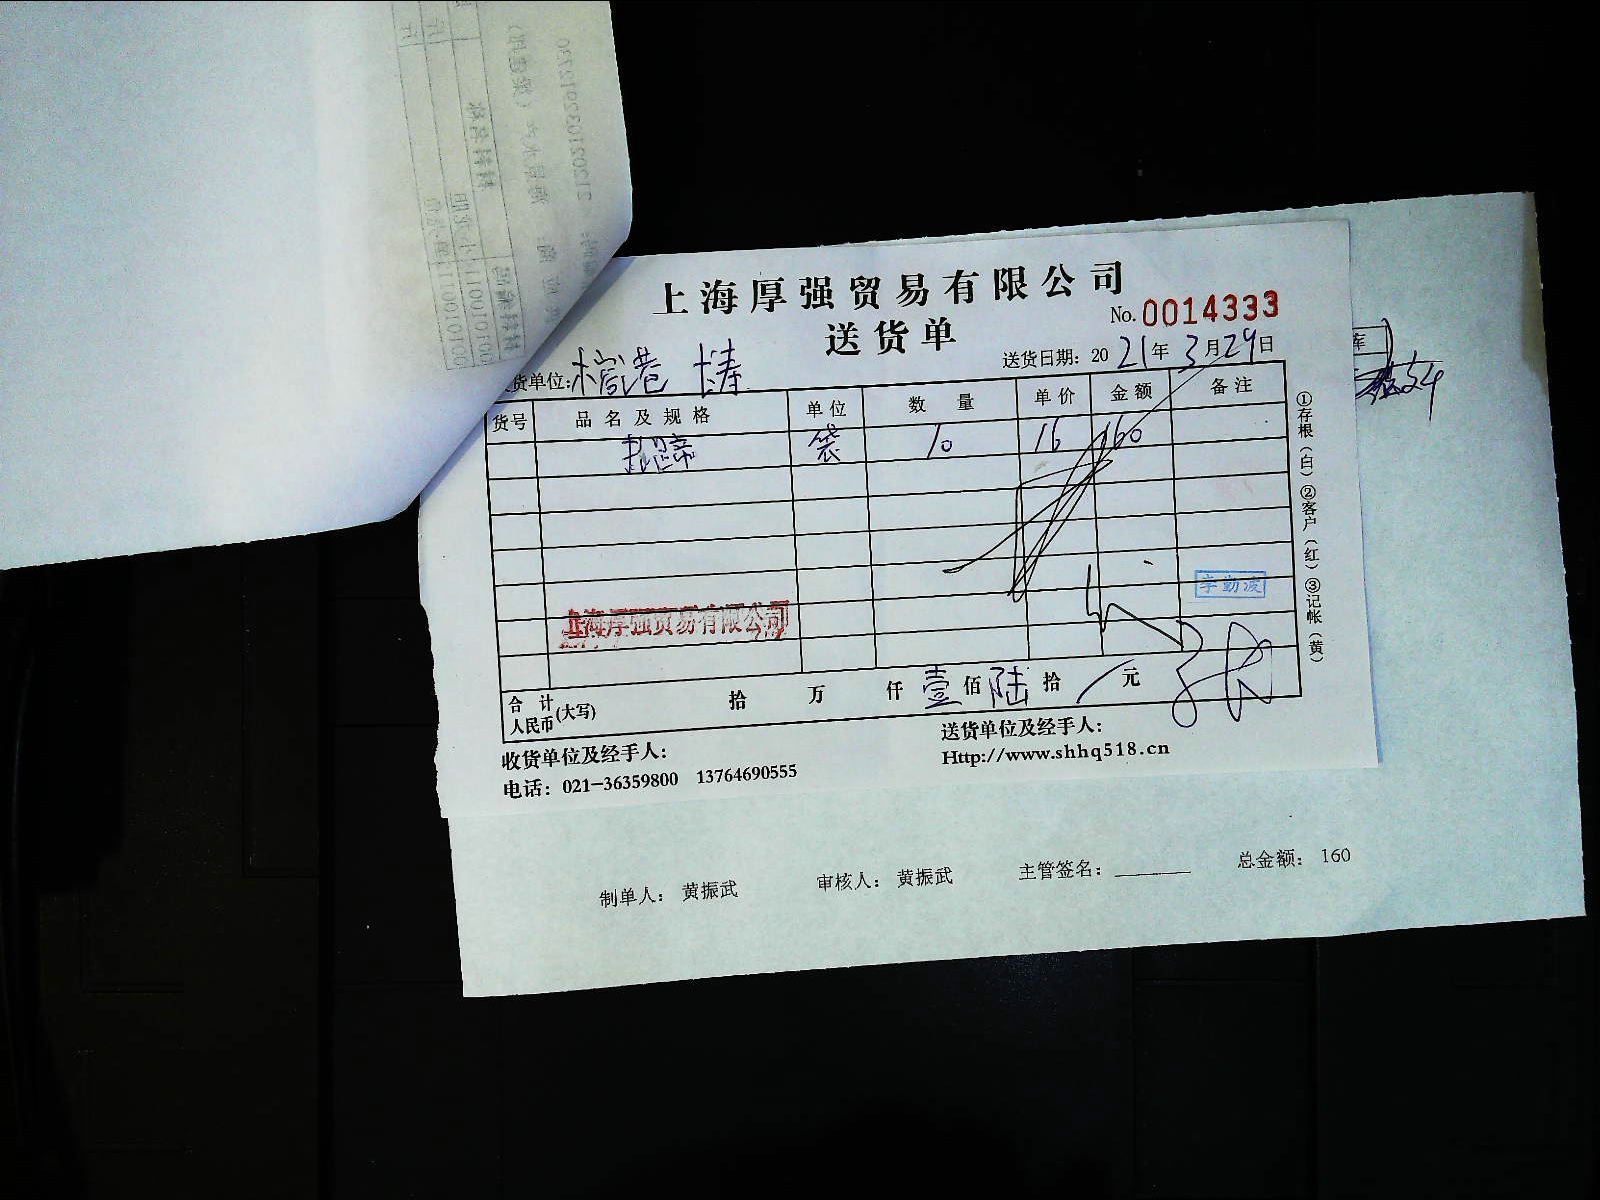 上海厚强贸易有限公司
送货单
No. 0014333
货单位:
送货日期: 2021年3月29日
货号 品名及规格 单位 数量 单价 金额 备注
袋 10 16 160
①存根(白)②客户(红)③记帐(黄)
李勤波
上海厚强贸易有限公司
合计人民币(大写) 拾 万 仟 壹佰 陆拾 / 元
收货单位及经手人:
送货单位及经手人:
电话: 021-36359800 13764690555
Http://www.shhq518.cn
库
制单人: 黄振武 审核人: 黄振武 主管签名: 总金额: 160